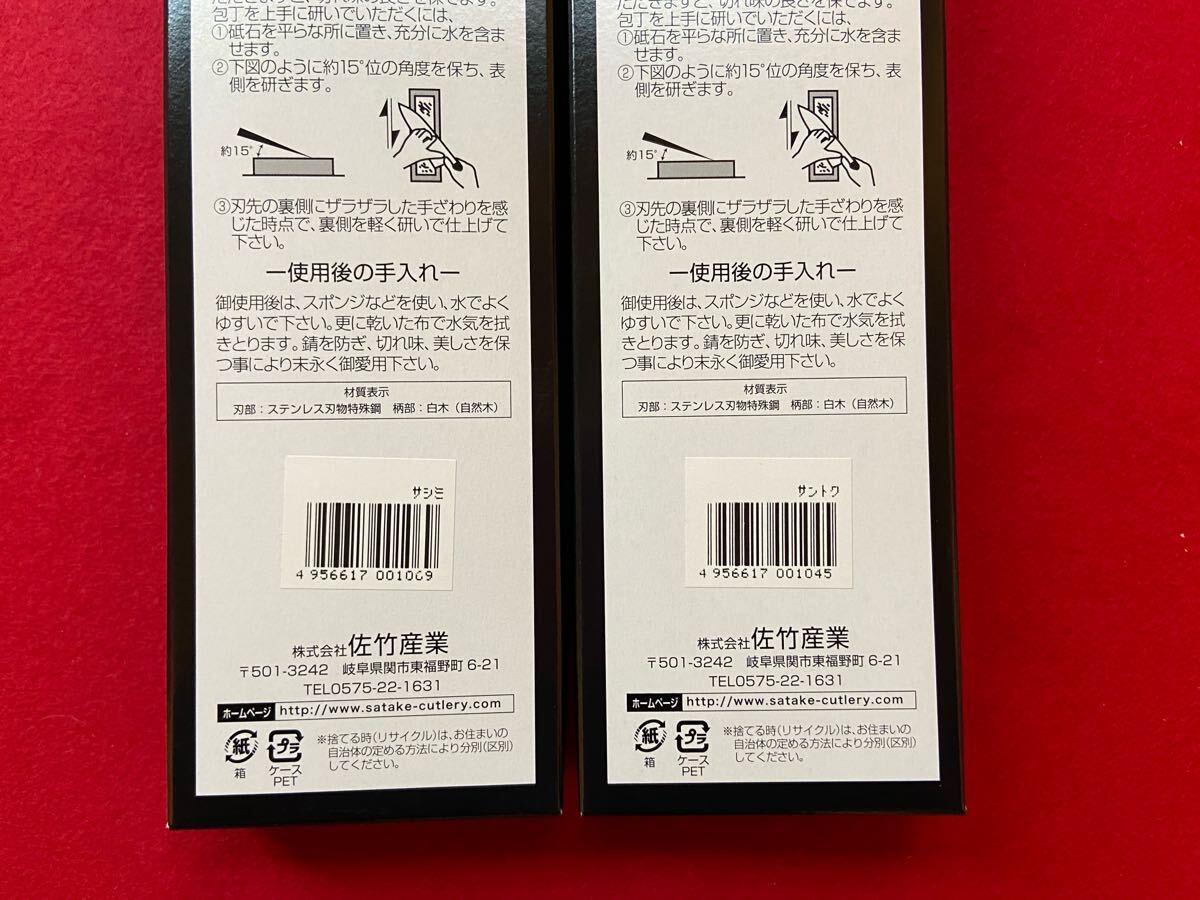 包丁を上手に研いでいただくには、
①砥石を平らな所に置き、充分に水を含ま
せます。
②下図のように約15°位の角度を保ち、表
側を研ぎます。
約15°
③刃先の裏側にザラザラした手ざわりを感
じた時点で、裏側を軽く研いで仕上げて
下さい。
ー使用後の手入れー
御使用後は、スポンジなどを使い、水でよく
ゆすいで下さい。更に乾いた布で水気を拭
きとります。錆を防ぎ、切れ味、美しさを保
つ事により末永く御愛用下さい。
材質表示
刃部：ステンレス刃物特殊鋼　柄部：白木（自然木）
サシミ
4 956617 001069
株式会社佐竹産業
〒501-3242　岐阜県関市東福野町 6-21
TEL0575-22-1631
ホームページ http://www.satake-cutlery.com
紙
箱
プラ
ケース
PET
※捨てる時（リサイクル）は、お住まいの
自治体の定める方法により分別（区別）
してください。
ただきますと、切れ味の良さを保てます。
包丁を上手に研いでいただくには、
①砥石を平らな所に置き、充分に水を含ま
せます。
②下図のように約15°位の角度を保ち、表
側を研ぎます。
約15°
③刃先の裏側にザラザラした手ざわりを感
じた時点で、裏側を軽く研いで仕上げて
下さい。
ー使用後の手入れー
御使用後は、スポンジなどを使い、水でよく
ゆすいで下さい。更に乾いた布で水気を拭
きとります。錆を防ぎ、切れ味、美しさを保
つ事により末永く御愛用下さい。
材質表示
刃部：ステンレス刃物特殊鋼　柄部：白木（自然木）
サントク
4 956617 001045
株式会社佐竹産業
〒501-3242　岐阜県関市東福野町 6-21
TEL0575-22-1631
ホームページ http://www.satake-cutlery.com
紙
箱
プラ
ケース
PET
※捨てる時（リサイクル）は、お住まいの
自治体の定める方法により分別（区別）
してください。